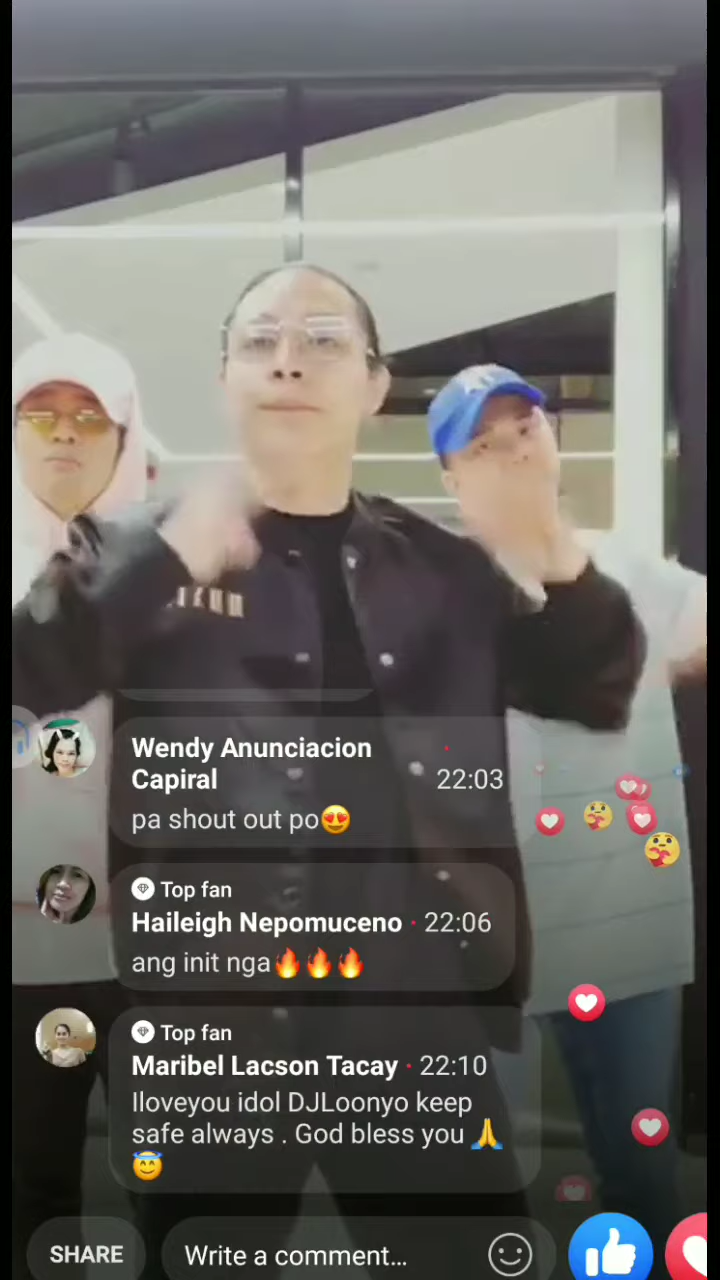 Wendy Anunciacion
Capiral
· 22:03
pa shout out po😍
Top fan
Haileigh Nepomuceno · 22:06
ang init nga🔥🔥🔥
Top fan
Maribel Lacson Tacay · 22:10
Iloveyou idol DJLoonyo keep
safe always . God bless you 🙏
😇
SHARE
Write a comment...